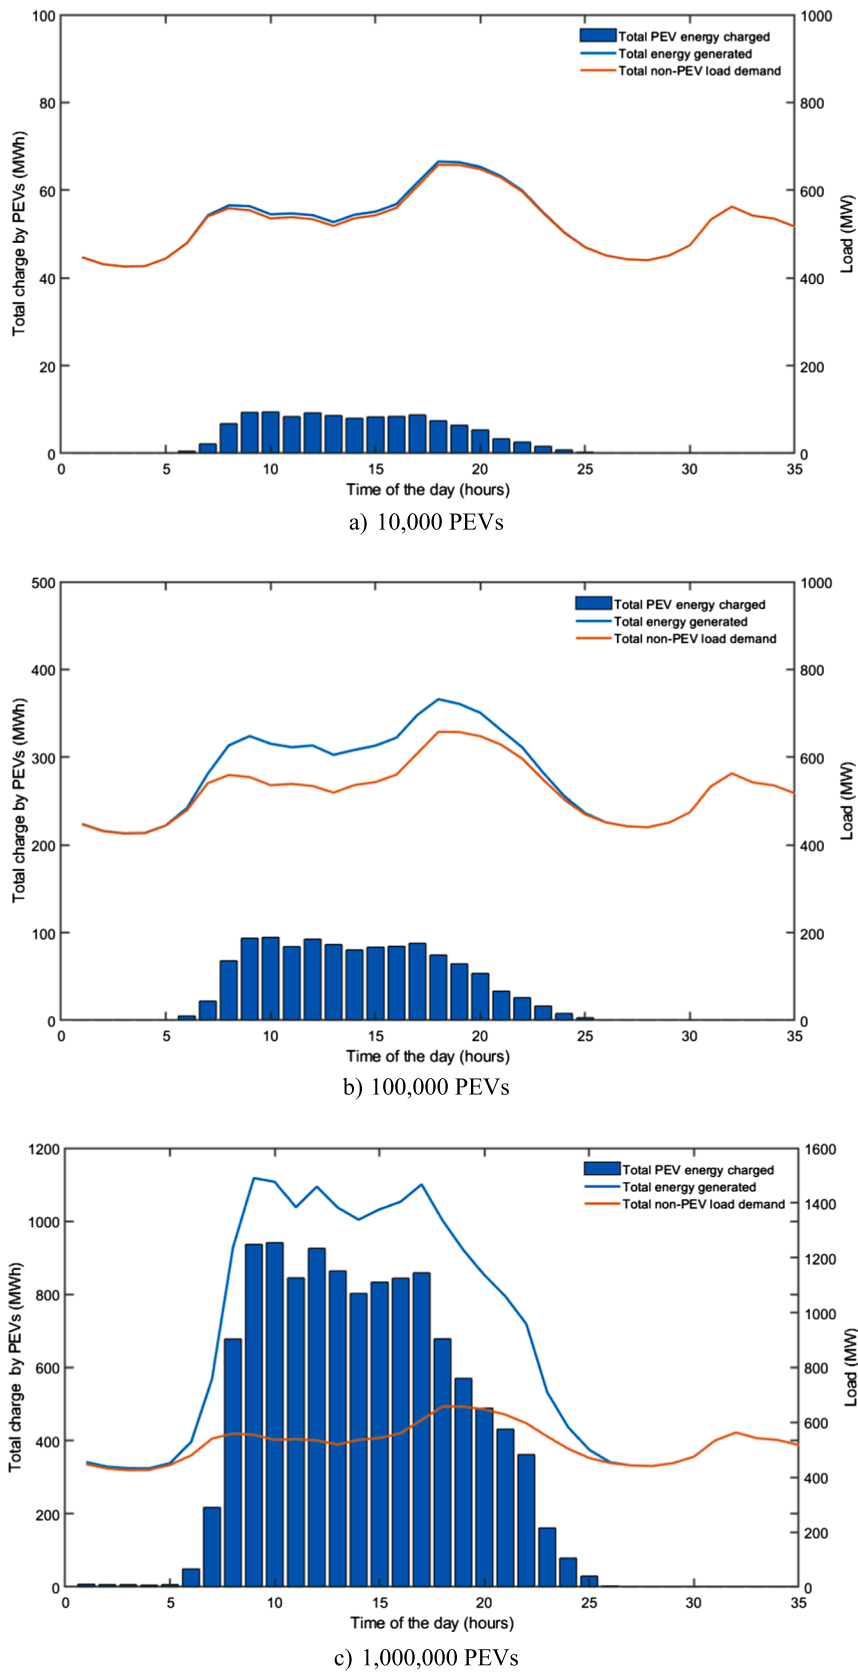 100
80
60
40
20
0
Total charge by PEVs (MWh)
1000
800
600
400
200
0
Load (MW)
Total PEV energy charged
Total energy generated
Total non-PEV load demand
0 5 10 15 20 25 30 35
Time of the day (hours)
a) 10,000 PEVs
500
400
300
200
100
0
Total charge by PEVs (MWh)
1000
800
600
400
200
0
Load (MW)
Total PEV energy charged
Total energy generated
Total non-PEV load demand
0 5 10 15 20 25 30 35
Time of the day (hours)
b) 100,000 PEVs
1200
1000
800
600
400
200
0
Total charge by PEVs (MWh)
1600
1400
1200
1000
800
600
400
200
0
Load (MW)
Total PEV energy charged
Total energy generated
Total non-PEV load demand
0 5 10 15 20 25 30 35
Time of the day (hours)
c) 1,000,000 PEVs